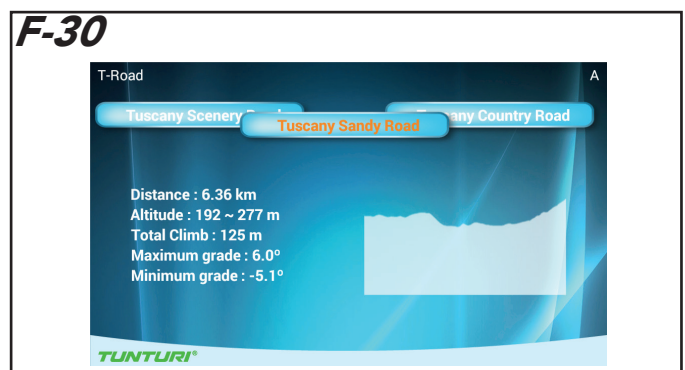 F-30
T-Road A
Tuscany Scenery
Tuscany Sandy Road
Country Road
Distance : 6.36 km
Altitude : 192 ~ 277 m
Total Climb : 125 m
Maximum grade : 6.0º
Minimum grade : -5.1º
TUNTURI®